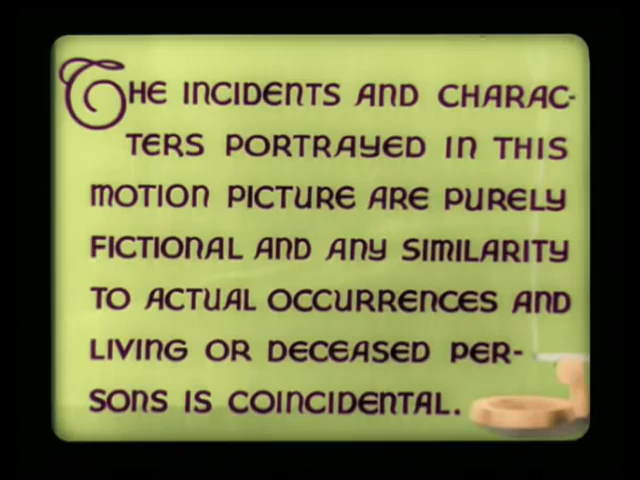 THE INCIDENTS AND CHARAC-
TERS PORTRAYED IN THIS
MOTION PICTURE ARE PURELY
FICTIONAL AND ANY SIMILARITY
TO ACTUAL OCCURRENCES AND
LIVING OR DECEASED PER-
SONS IS COINCIDENTAL.